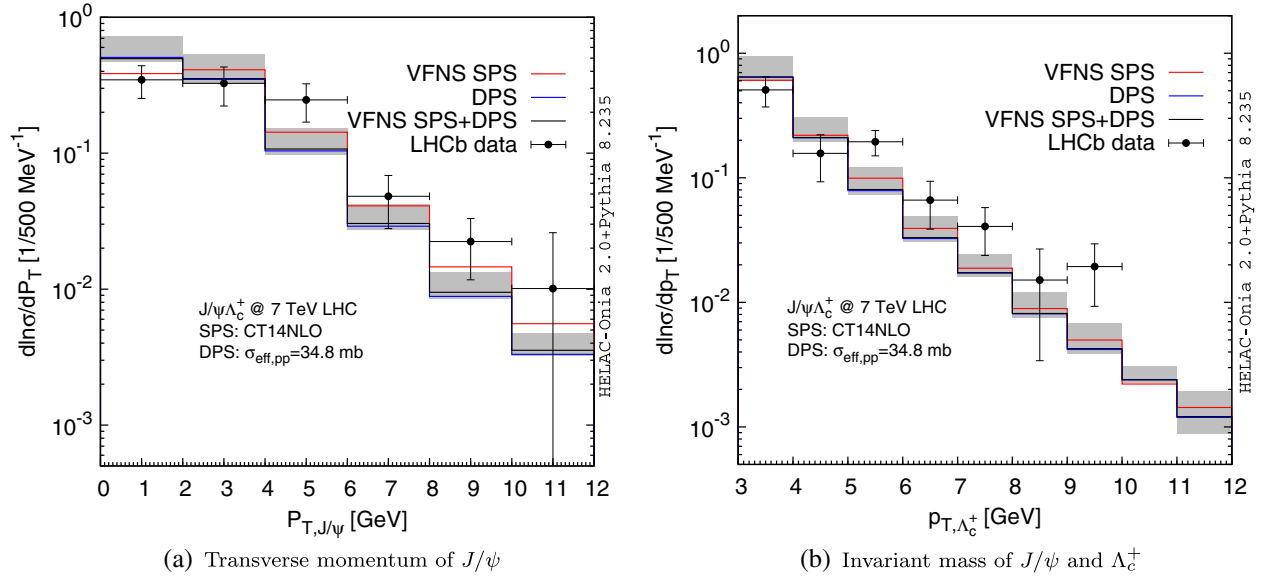 10^0
10^-1
10^-2
10^-3
dlnσ/dP_T [1/500 MeV^-1]
VFNS SPS
DPS
VFNS SPS+DPS
LHCb data
J/ψΛ_c^+ @ 7 TeV LHC
SPS: CT14NLO
DPS: σ_eff,pp=34.8 mb
HELAC-Onia 2.0+Pythia 8.235
0 1 2 3 4 5 6 7 8 9 10 11 12
P_T,J/ψ [GeV]
(a) Transverse momentum of J/ψ
10^0
10^-1
10^-2
10^-3
dlnσ/dp_T [1/500 MeV^-1]
VFNS SPS
DPS
VFNS SPS+DPS
LHCb data
J/ψΛ_c^+ @ 7 TeV LHC
SPS: CT14NLO
DPS: σ_eff,pp=34.8 mb
HELAC-Onia 2.0+Pythia 8.235
3 4 5 6 7 8 9 10 11 12
p_T,Λ_c^+ [GeV]
(b) Invariant mass of J/ψ and Λ_c^+